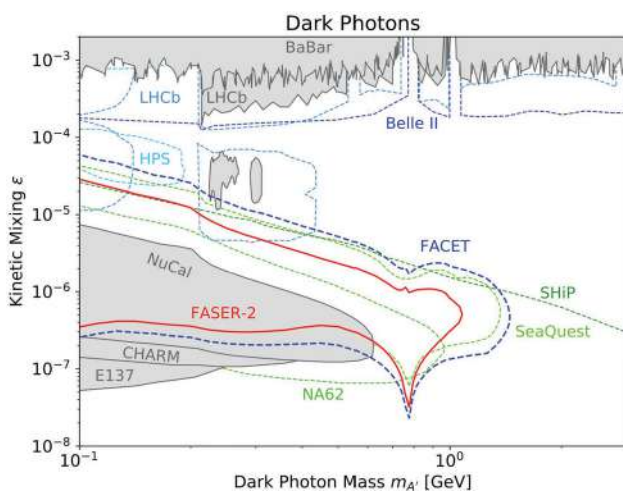 Dark Photons
BaBar
10⁻³
LHCb
LHCb
10⁻⁴
Belle II
HPS
10⁻⁵
FACET
NuCal
10⁻⁶
SHiP
FASER-2
SeaQuest
CHARM
10⁻⁷
E137
NA62
10⁻⁸
10⁻¹
10⁰
Kinetic Mixing ε
Dark Photon Mass m_A′ [GeV]